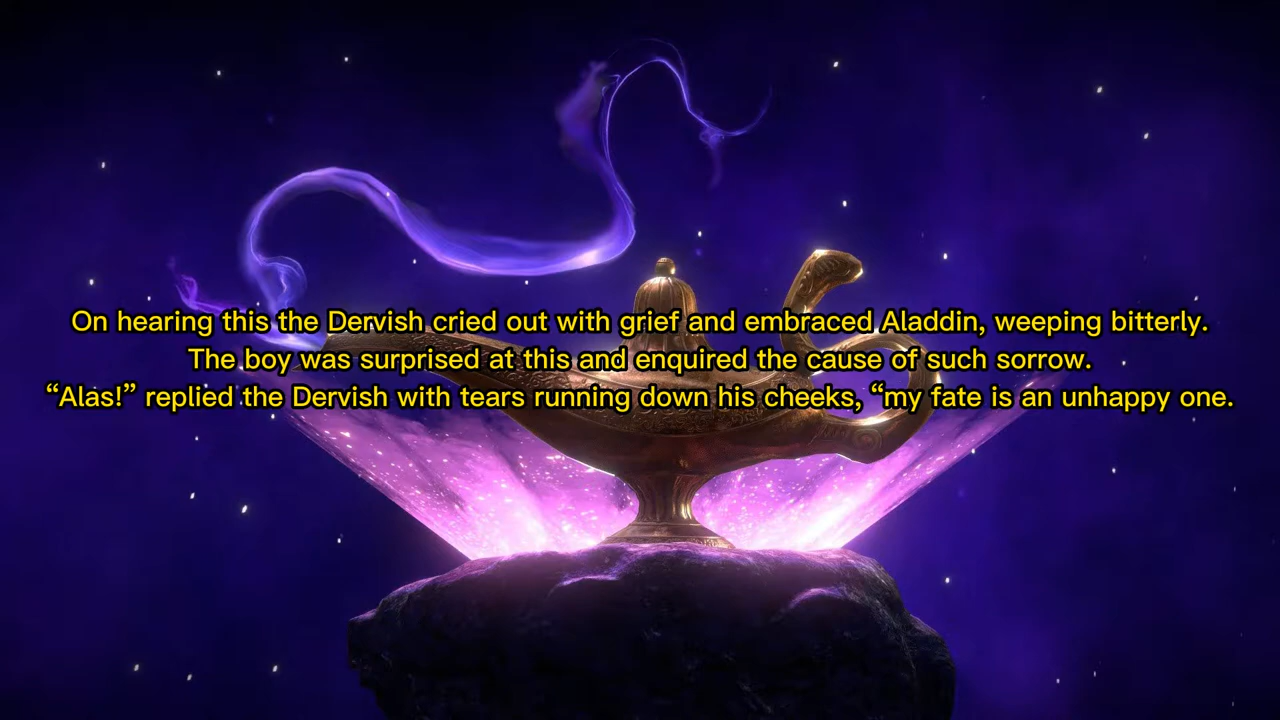 On hearing this the Dervish cried out with grief and embraced Aladdin, weeping bitterly.
The boy was surprised at this and enquired the cause of such sorrow.
“Alas!” replied the Dervish with tears running down his cheeks, “my fate is an unhappy one.